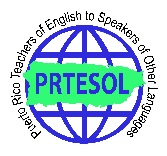 Puerto Rico Teachers of English to Speakers of Other Languages
PRTESOL